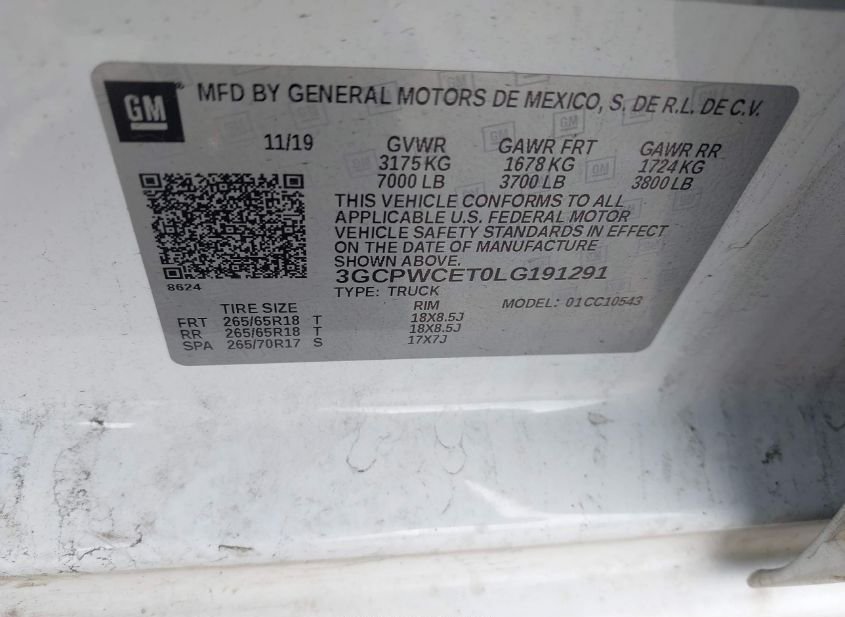 GM MFD BY GENERAL MOTORS DE MEXICO, S. DE R.L. DE C.V.
11/19 GVWR GAWR FRT GAWR RR
3175 KG 1678 KG 1724 KG
7000 LB 3700 LB 3800 LB
THIS VEHICLE CONFORMS TO ALL
APPLICABLE U.S. FEDERAL MOTOR
VEHICLE SAFETY STANDARDS IN EFFECT
ON THE DATE OF MANUFACTURE
SHOWN ABOVE.
3GCPWCET0LG191291
8624 TYPE: TRUCK MODEL: 01CC10543
TIRE SIZE RIM
FRT 265/65R18 T 18X8.5J
RR 265/65R18 T 18X8.5J
SPA 265/70R17 S 17X7J